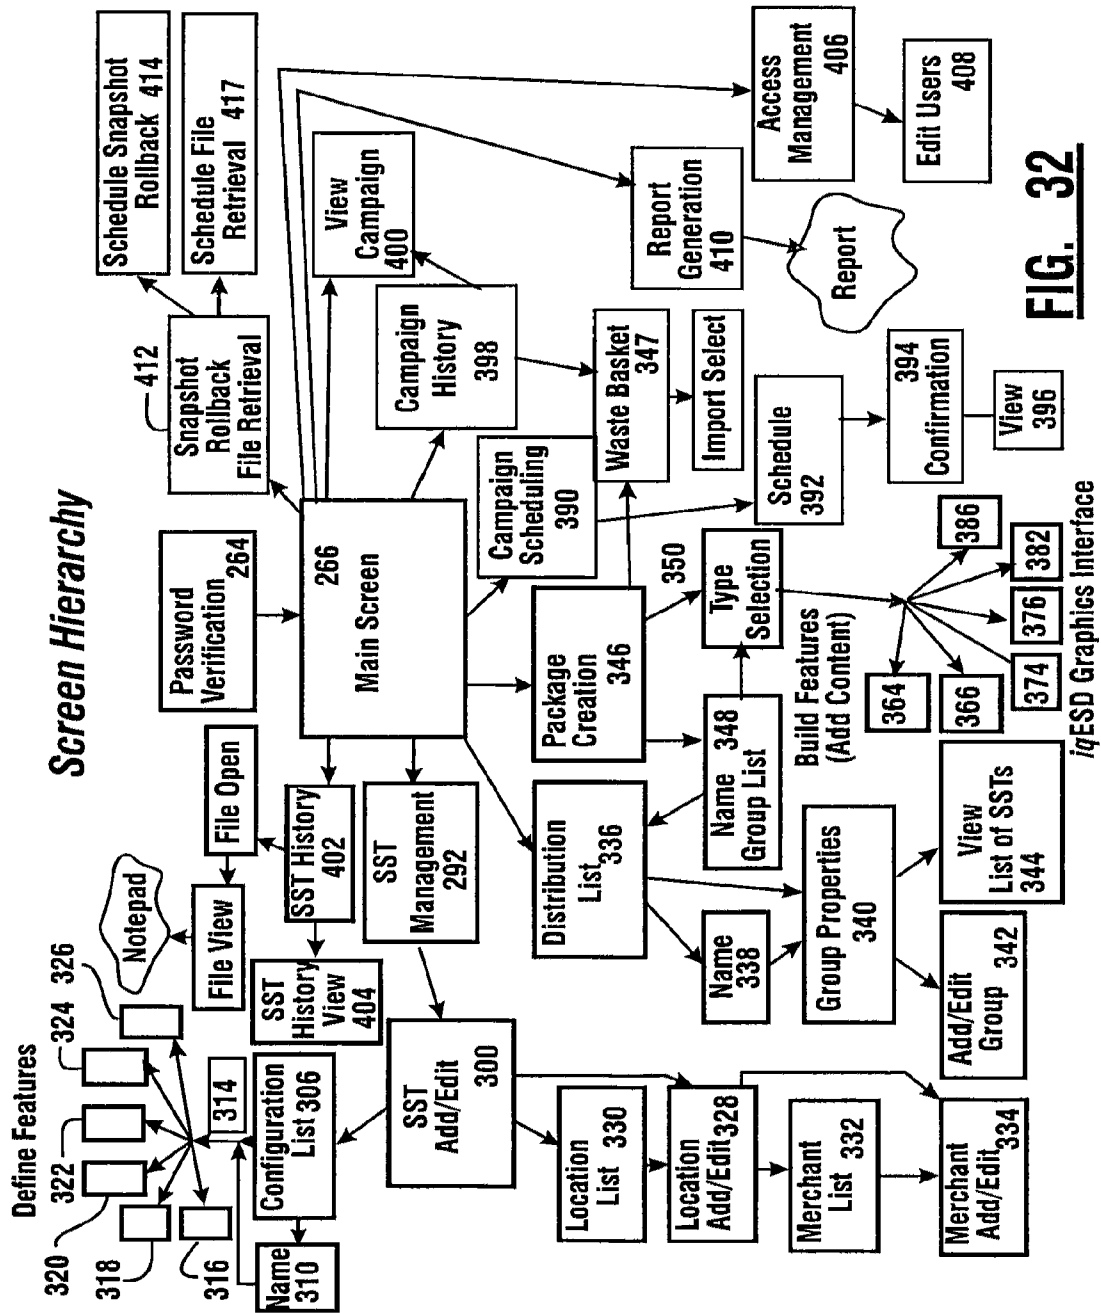 Screen Hierarchy
Define Features
320
322
324
326
318
316
314
Name
310
Configuration
List 306
Notepad
File View
File Open
SST History
402
SST
History
View
404
Password
Verification
264
412
Snapshot
Rollback
File Retrieval
Schedule Snapshot
Rollback 414
Schedule File
Retrieval 417
266
Main Screen
SST
Management
292
SST
Add/Edit
300
View
Campaign
400
Campaign
History
398
Campaign
Scheduling
390
Location
List 330
Location
Add/Edit 328
Merchant
List 332
Merchant
Add/Edit
334
Distribution
List
336
Name
338
Group Properties
340
Add/Edit
Group
342
View
List of SSTs
344
Package
Creation
346
Name 348
Group List
350
Type
Selection
Build Features
(Add Content)
364
366
374
376
382
386
iqESD Graphics Interface
Waste Basket
347
Import Select
Schedule
392
394
Confirmation
View
396
Report
Generation
410
Report
Access
Management
406
Edit Users
408
FIG. 32